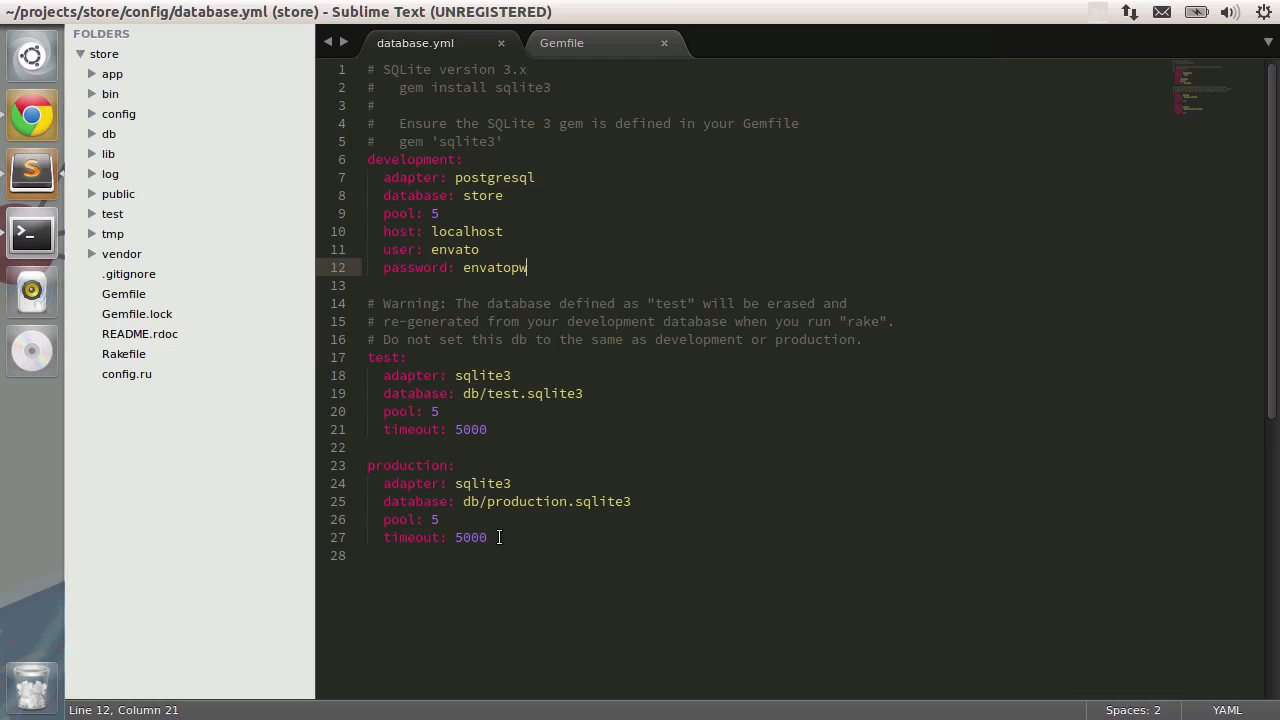 ~/projects/store/config/database.yml (store) - Sublime Text (UNREGISTERED)
FOLDERS
store
app
bin
config
db
lib
log
public
test
tmp
vendor
.gitignore
Gemfile
Gemfile.lock
README.rdoc
Rakefile
config.ru
database.yml × Gemfile ×
1 # SQLite version 3.x
2 #   gem install sqlite3
3 #
4 #   Ensure the SQLite 3 gem is defined in your Gemfile
5 #   gem 'sqlite3'
6 development:
7   adapter: postgresql
8   database: store
9   pool: 5
10   host: localhost
11   user: envato
12   password: envatopw
13
14 # Warning: The database defined as "test" will be erased and
15 # re-generated from your development database when you run "rake".
16 # Do not set this db to the same as development or production.
17 test:
18   adapter: sqlite3
19   database: db/test.sqlite3
20   pool: 5
21   timeout: 5000
22
23 production:
24   adapter: sqlite3
25   database: db/production.sqlite3
26   pool: 5
27   timeout: 5000
28
Line 12, Column 21 Spaces: 2 YAML